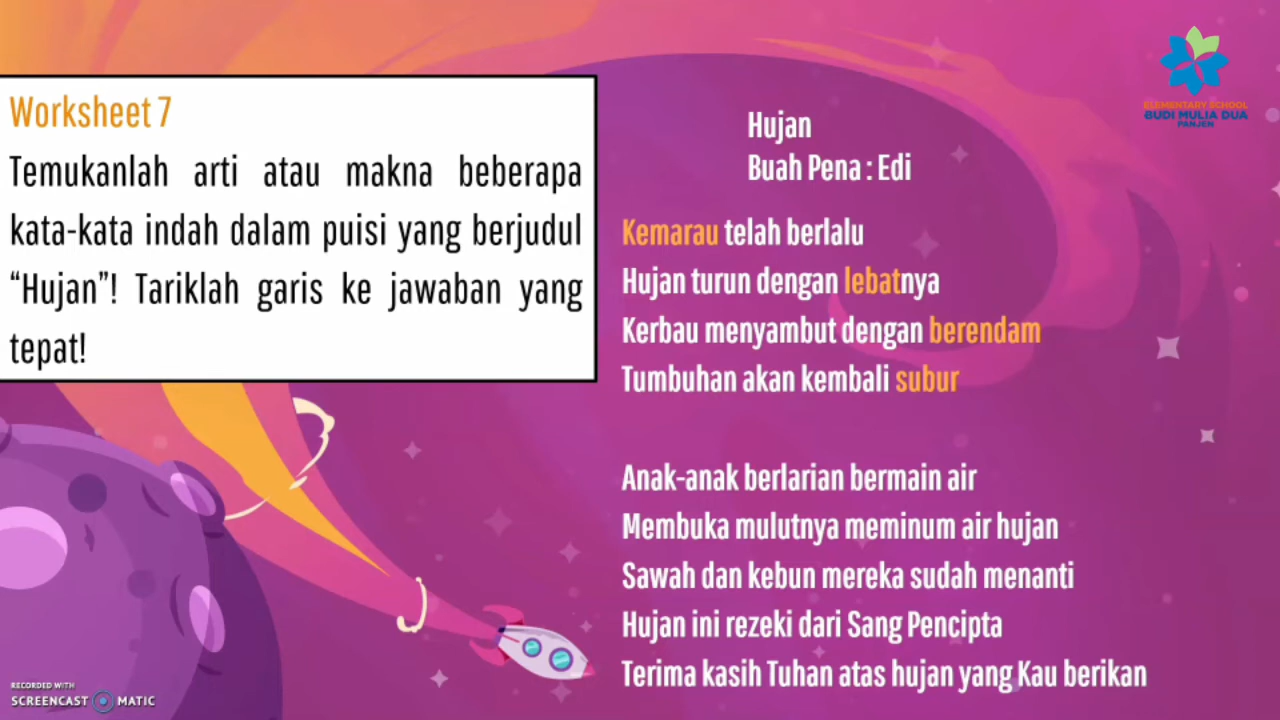 Worksheet 7
Temukanlah arti atau makna beberapa
kata-kata indah dalam puisi yang berjudul
“Hujan”! Tariklah garis ke jawaban yang
tepat!
Hujan
Buah Pena : Edi
Kemarau telah berlalu
Hujan turun dengan lebatnya
Kerbau menyambut dengan berendam
Tumbuhan akan kembali subur
Anak-anak berlarian bermain air
Membuka mulutnya meminum air hujan
Sawah dan kebun mereka sudah menanti
Hujan ini rezeki dari Sang Pencipta
Terima kasih Tuhan atas hujan yang Kau berikan
ELEMENTARY SCHOOL
BUDI MULIA DUA
PANJEN
RECORDED WITH
SCREENCAST MATIC